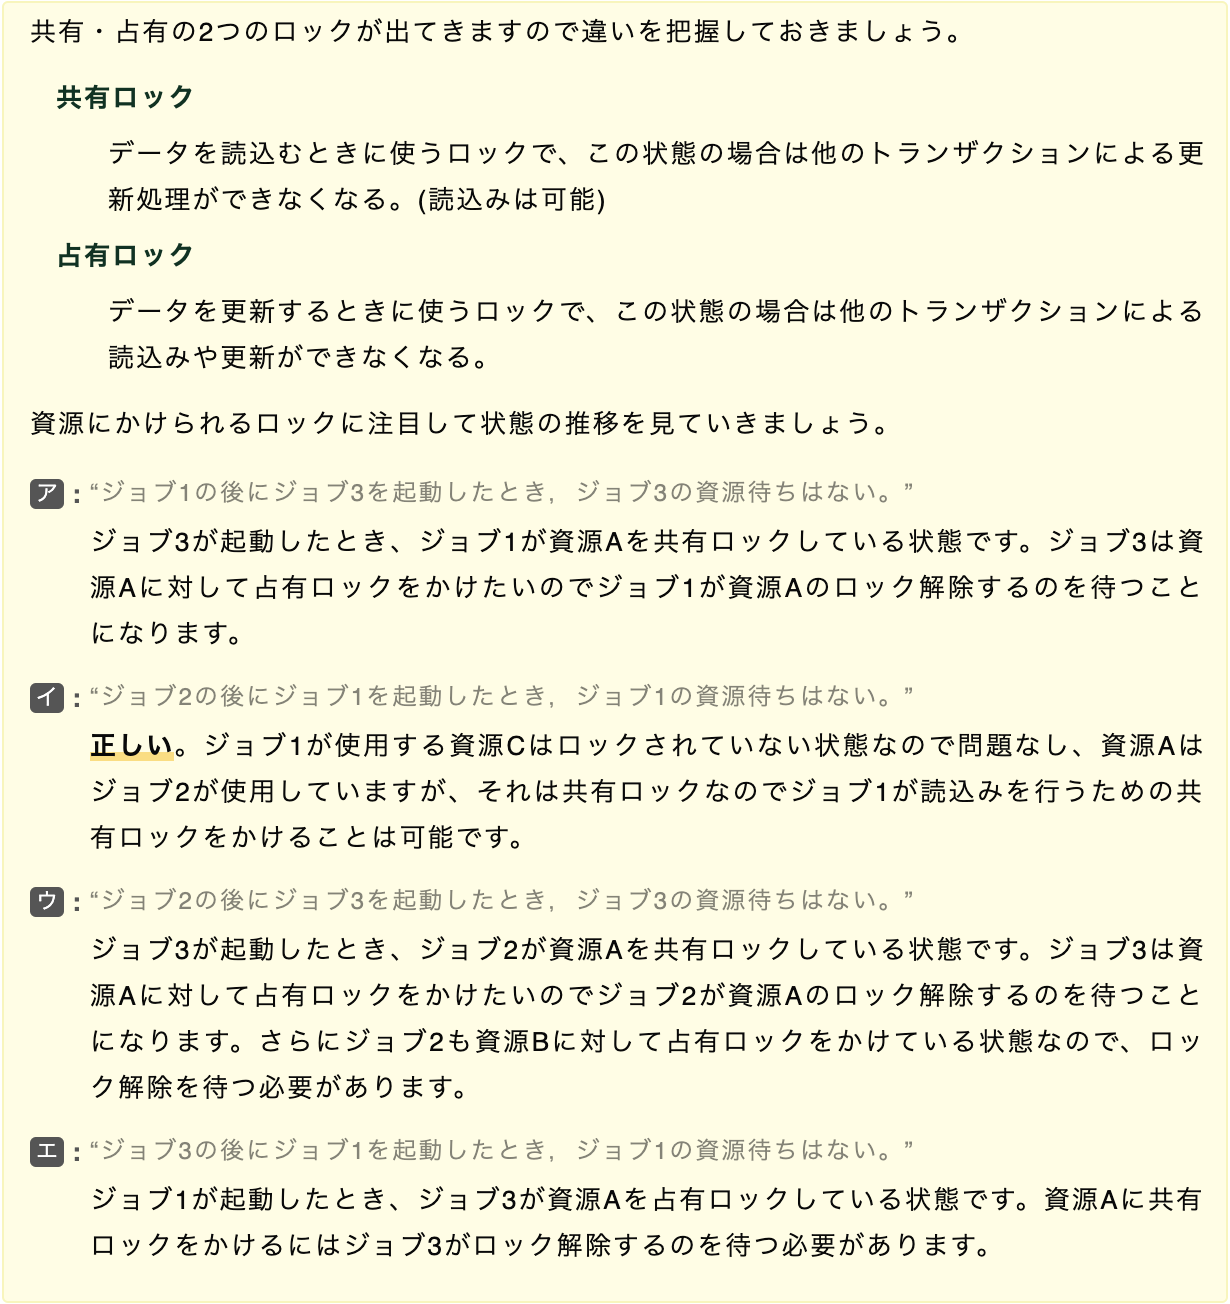 共有・占有の2つのロックが出てきますので違いを把握しておきましょう。
共有ロック
データを読込むときに使うロックで、この状態の場合は他のトランザクションによる更
新処理ができなくなる。(読込みは可能)
占有ロック
データを更新するときに使うロックで、この状態の場合は他のトランザクションによる
読込みや更新ができなくなる。
資源にかけられるロックに注目して状態の推移を見ていきましょう。
ア：“ジョブ1の後にジョブ3を起動したとき，ジョブ3の資源待ちはない。”
ジョブ3が起動したとき、ジョブ1が資源Aを共有ロックしている状態です。ジョブ3は資
源Aに対して占有ロックをかけたいのでジョブ1が資源Aのロック解除するのを待つこと
になります。
イ：“ジョブ2の後にジョブ1を起動したとき，ジョブ1の資源待ちはない。”
正しい。ジョブ1が使用する資源Cはロックされていない状態なので問題なし、資源Aは
ジョブ2が使用していますが、それは共有ロックなのでジョブ1が読込みを行うための共
有ロックをかけることは可能です。
ウ：“ジョブ2の後にジョブ3を起動したとき，ジョブ3の資源待ちはない。”
ジョブ3が起動したとき、ジョブ2が資源Aを共有ロックしている状態です。ジョブ3は資
源Aに対して占有ロックをかけたいのでジョブ2が資源Aのロック解除するのを待つこと
になります。さらにジョブ2も資源Bに対して占有ロックをかけている状態なので、ロッ
ク解除を待つ必要があります。
エ：“ジョブ3の後にジョブ1を起動したとき，ジョブ1の資源待ちはない。”
ジョブ1が起動したとき、ジョブ3が資源Aを占有ロックしている状態です。資源Aに共有
ロックをかけるにはジョブ3がロック解除するのを待つ必要があります。